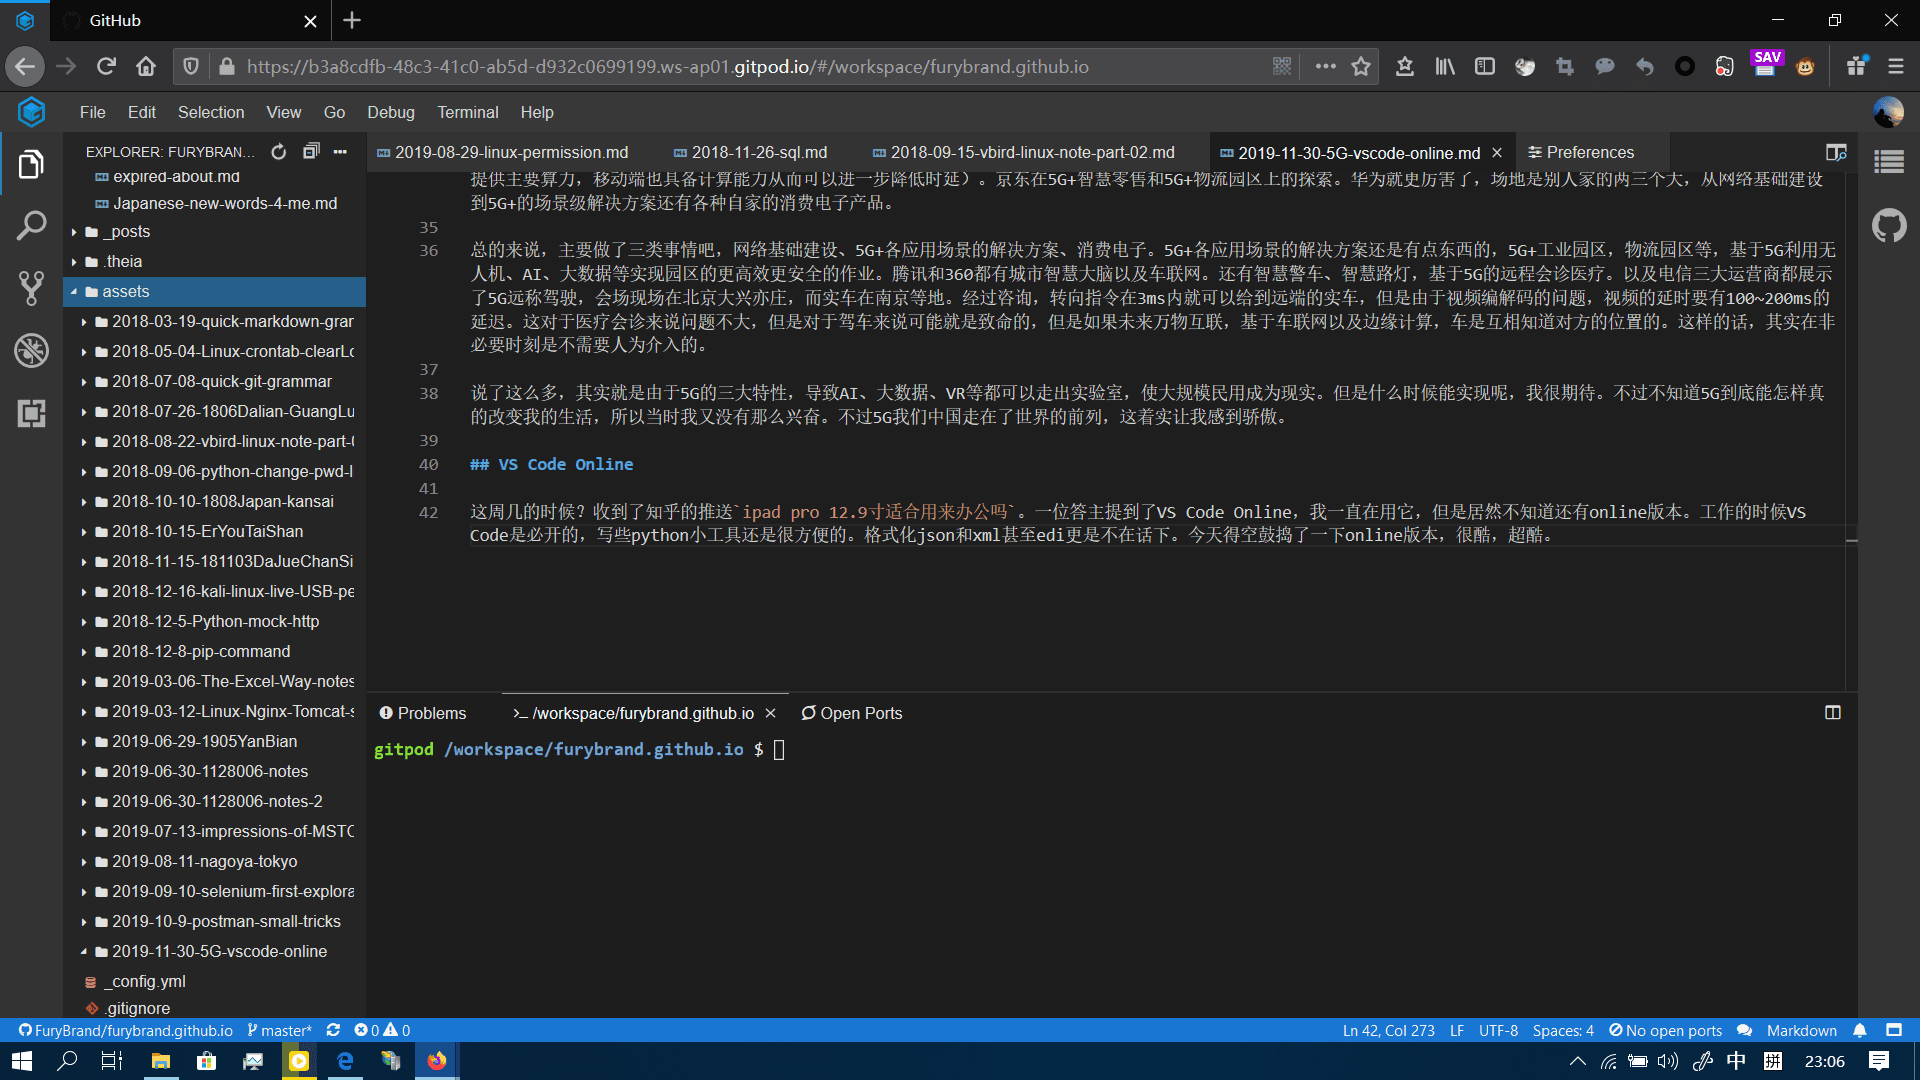 GitHub
https://b3a8cdfb-48c3-41c0-ab5d-d932c0699199.ws-ap01.gitpod.io/#/workspace/furybrand.github.io
SAV
File Edit Selection View Go Debug Terminal Help
EXPLORER: FURYBRAN...
expired-about.md
Japanese-new-words-4-me.md
_posts
.theia
assets
2018-03-19-quick-markdown-gran
2018-05-04-Linux-crontab-clearLo
2018-07-08-quick-git-grammar
2018-07-26-1806Dalian-GuangLu
2018-08-22-vbird-linux-note-part-0
2018-09-06-python-change-pwd-l
2018-10-10-1808Japan-kansai
2018-10-15-ErYouTaiShan
2018-11-15-181103DaJueChanSi
2018-12-16-kali-linux-live-USB-pe
2018-12-5-Python-mock-http
2018-12-8-pip-command
2019-03-06-The-Excel-Way-notes
2019-03-12-Linux-Nginx-Tomcat-s
2019-06-29-1905YanBian
2019-06-30-1128006-notes
2019-06-30-1128006-notes-2
2019-07-13-impressions-of-MSTC
2019-08-11-nagoya-tokyo
2019-09-10-selenium-first-explora
2019-10-9-postman-small-tricks
2019-11-30-5G-vscode-online
_config.yml
.gitignore
2019-08-29-linux-permission.md 2018-11-26-sql.md 2018-09-15-vbird-linux-note-part-02.md 2019-11-30-5G-vscode-online.md Preferences
提供主要算力，移动端也具备计算能力从而可以进一步降低时延）。京东在5G+智慧零售和5G+物流园区上的探索。华为就更厉害了，场地是别人家的两三个大，从网络基础建设
到5G+的场景级解决方案还有各种自家的消费电子产品。
35
36 总的来说，主要做了三类事情吧，网络基础建设、5G+各应用场景的解决方案、消费电子。5G+各应用场景的解决方案还是有点东西的，5G+工业园区，物流园区等，基于5G利用无
人机、AI、大数据等实现园区的更高效更安全的作业。腾讯和360都有城市智慧大脑以及车联网。还有智慧警车、智慧路灯，基于5G的远程会诊医疗。以及电信三大运营商都展示
了5G远称驾驶，会场现场在北京大兴亦庄，而实车在南京等地。经过咨询，转向指令在3ms内就可以给到远端的实车，但是由于视频编解码的问题，视频的延时要有100~200ms的
延迟。这对于医疗会诊来说问题不大，但是对于驾车来说可能就是致命的，但是如果未来万物互联，基于车联网以及边缘计算，车是互相知道对方的位置的。这样的话，其实在非
必要时刻是不需要人为介入的。
37
38 说了这么多，其实就是由于5G的三大特性，导致AI、大数据、VR等都可以走出实验室，使大规模民用成为现实。但是什么时候能实现呢，我很期待。不过不知道5G到底能怎样真
的改变我的生活，所以当时我又没有那么兴奋。不过5G我们中国走在了世界的前列，这着实让我感到骄傲。
39
40 ## VS Code Online
41
42 这周几的时候？收到了知乎的推送`ipad pro 12.9寸适合用来办公吗`。一位答主提到了VS Code Online，我一直在用它，但是居然不知道还有online版本。工作的时候VS
Code是必开的，写些python小工具还是很方便的。格式化json和xml甚至edi更是不在话下。今天得空鼓捣了一下online版本，很酷，超酷。
Problems >_ /workspace/furybrand.github.io Open Ports
gitpod /workspace/furybrand.github.io $
FuryBrand/furybrand.github.io master* 0 0 Ln 42, Col 273 LF UTF-8 Spaces: 4 No open ports Markdown
中 拼 23:06